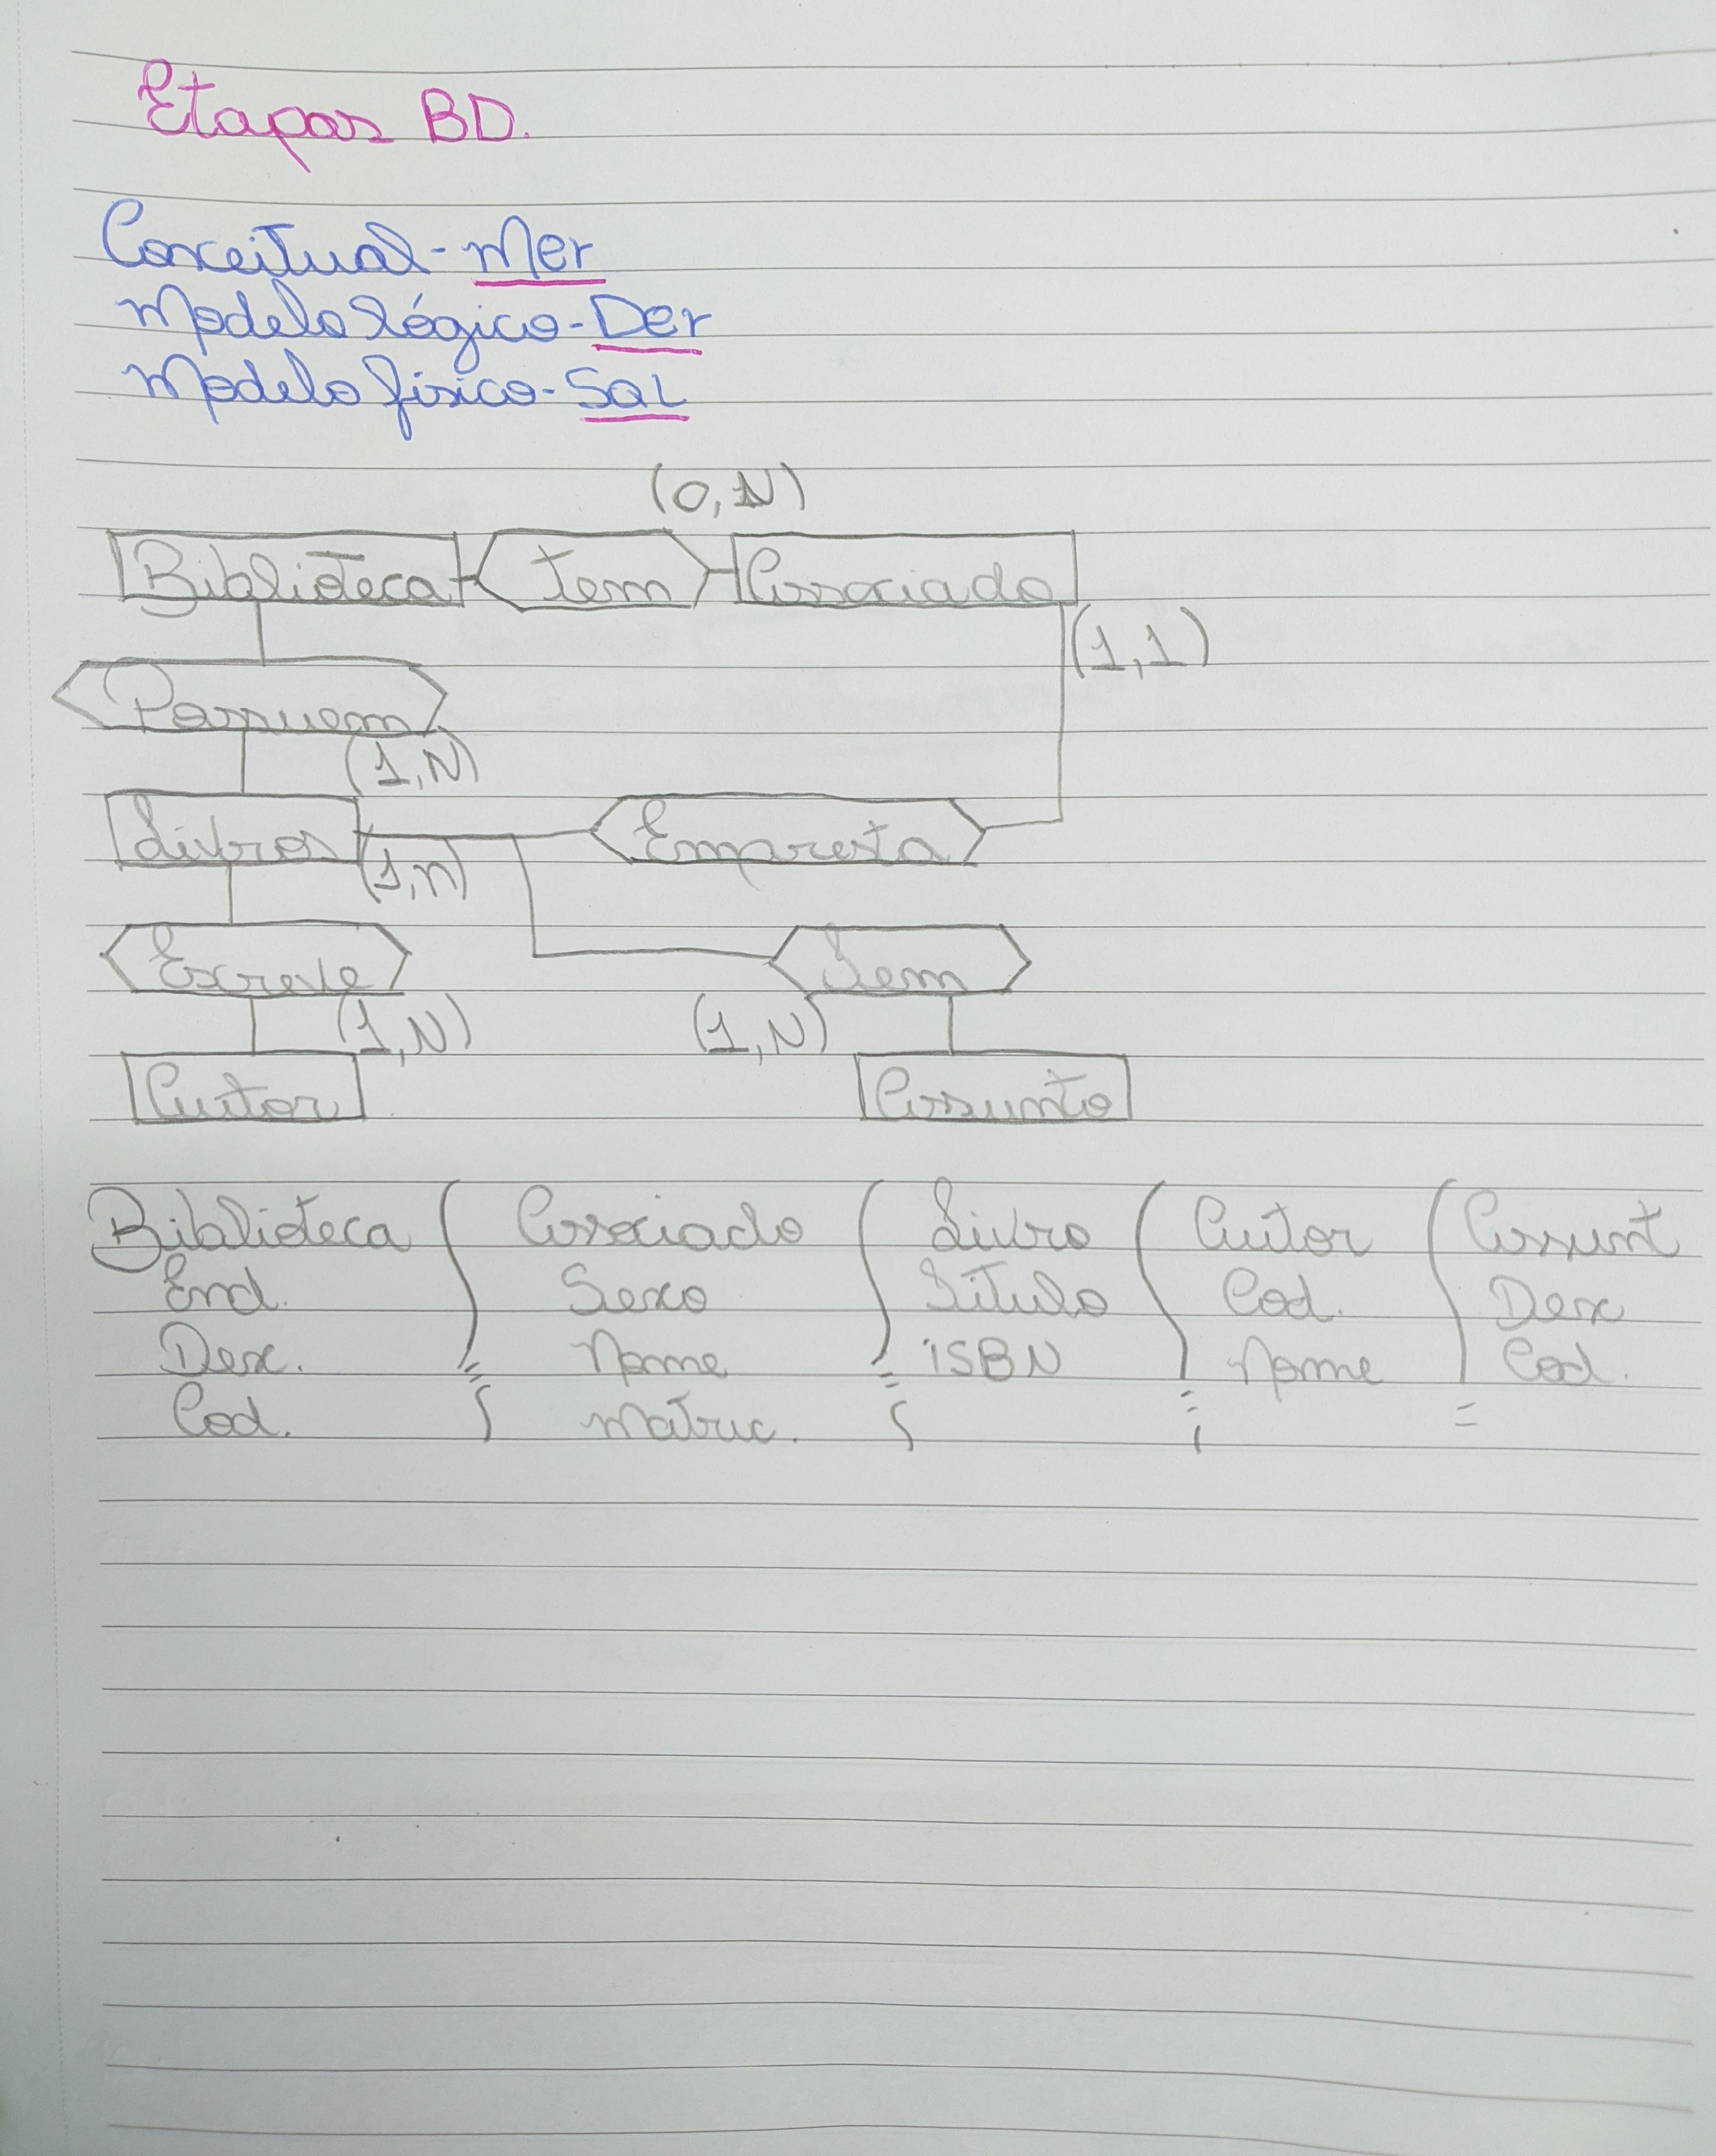 Etapas BD.
Conceitual - mer
Modelo lógico - Der
Modelo físico - SQL
(0,N)
Biblioteca Tem Associado
(1,1)
Possuem
(1,N)
Livros Empresta
(1,n)
Escreve Tem
(1,N) (1,N)
Autor Assunto
Biblioteca Associado Livro Autor Assunt
End. Sexo Título Cod. Desc
Desc. Nome ISBN Nome Cod.
Cod. Matric.